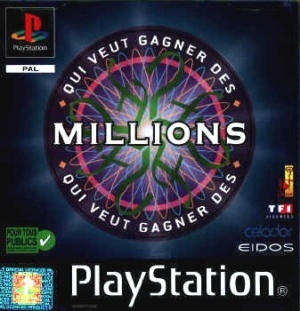 PlayStation
PAL
QUI VEUT GAGNER DES
MILLIONS
QUI VEUT GAGNER DES
TF1
celador
EIDOS
POUR TOUS
PUBLICS
PlayStation®